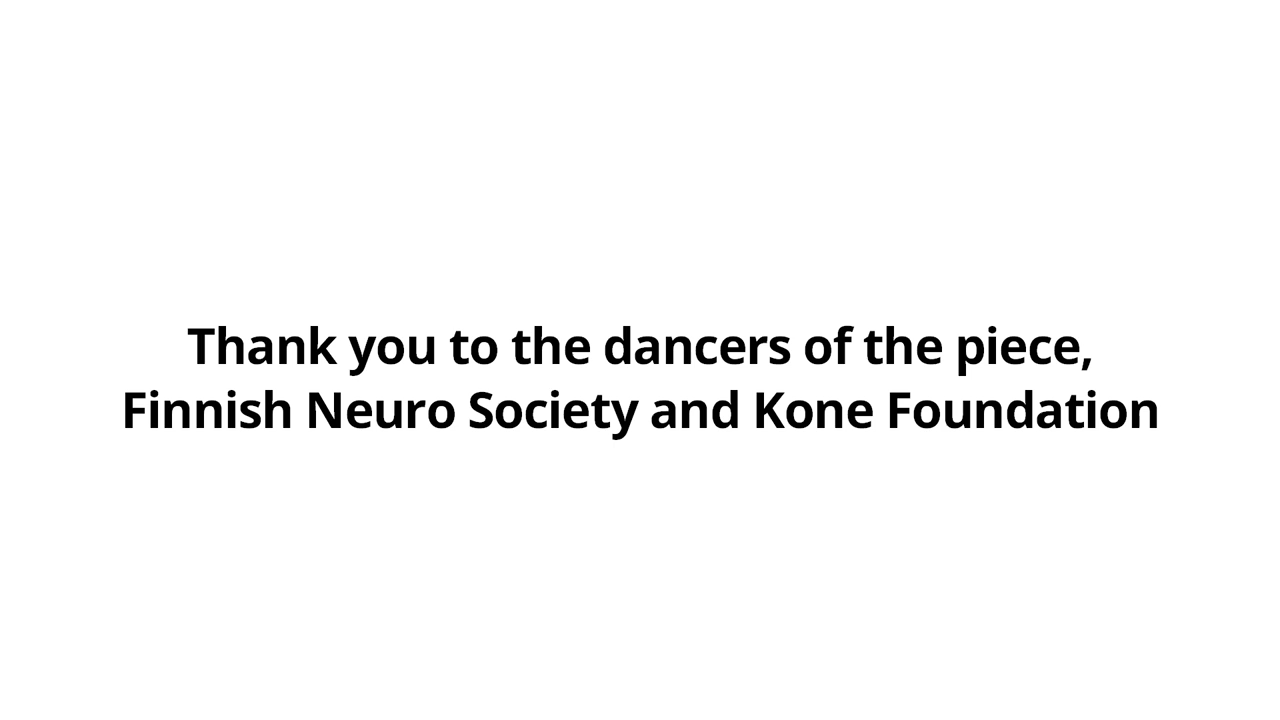 Thank you to the dancers of the piece,
Finnish Neuro Society and Kone Foundation